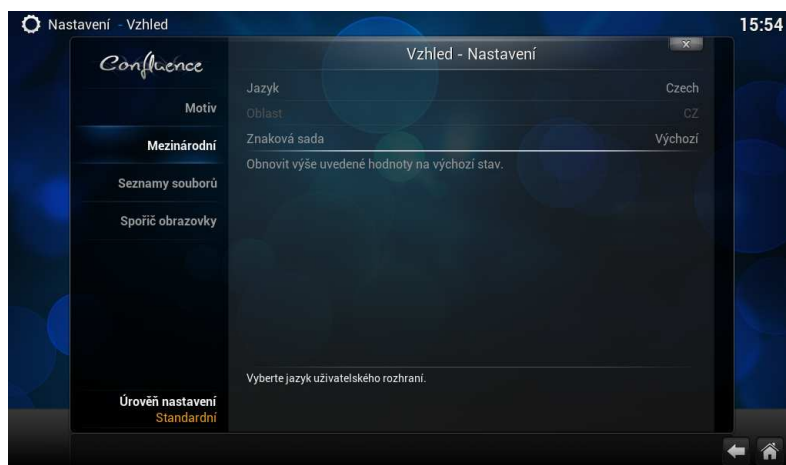 Nastavení - Vzhled
15:54
Confluence
Vzhled - Nastavení
x
Motiv
Mezinárodní
Seznamy souborů
Spořič obrazovky
Jazyk Czech
Oblast CZ
Znaková sada Výchozí
Obnovit výše uvedené hodnoty na výchozí stav.
Vyberte jazyk uživatelského rozhraní.
Úrověň nastavení
Standardní